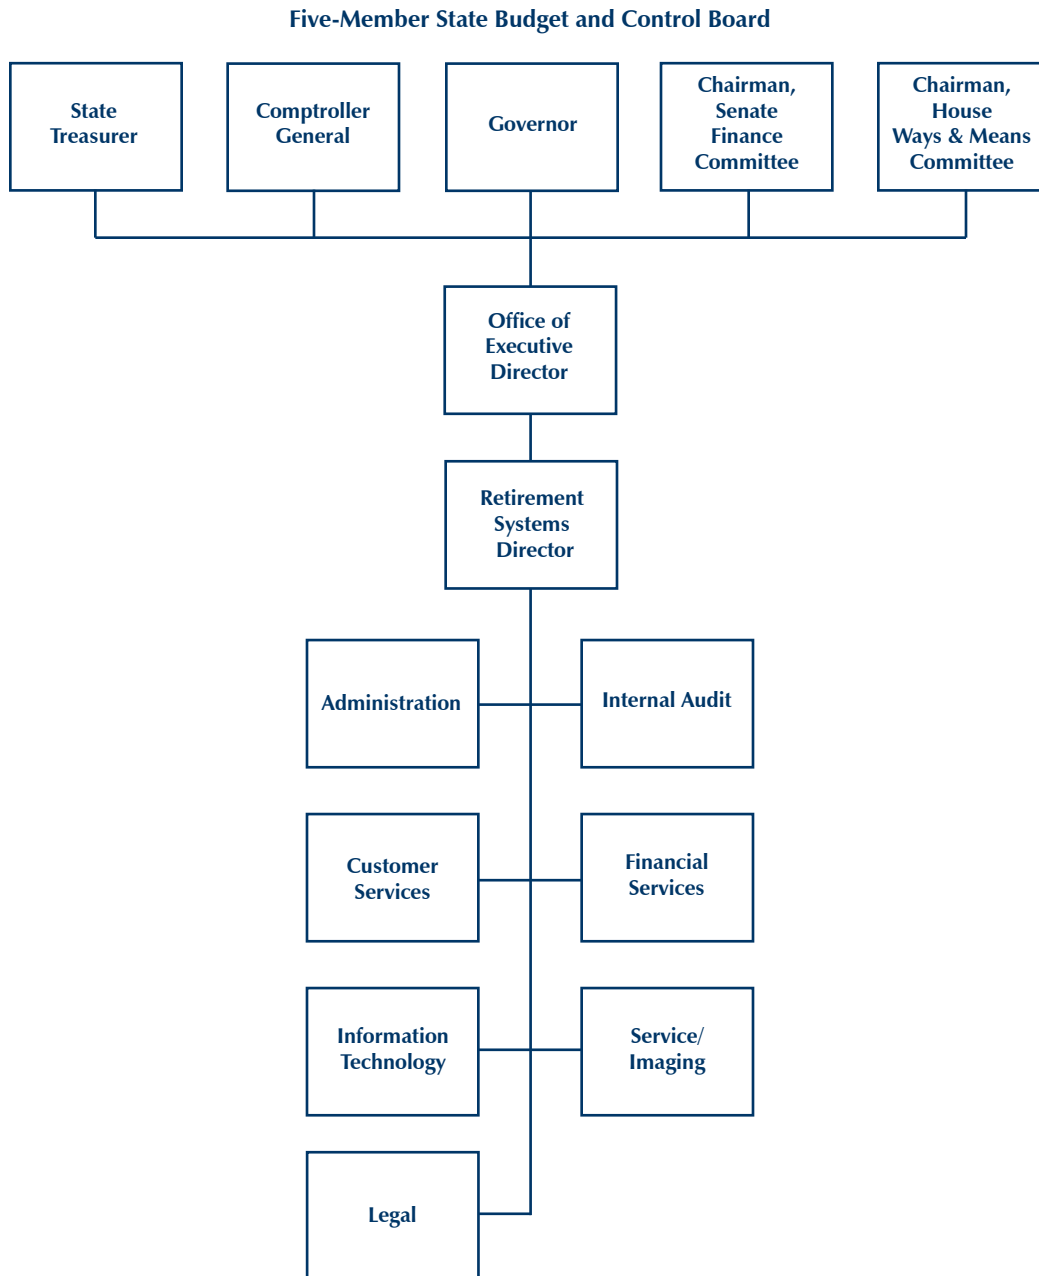 Five-Member State Budget and Control Board
State
Treasurer
Comptroller
General
Governor
Chairman,
Senate
Finance
Committee
Chairman,
House
Ways & Means
Committee
Office of
Executive
Director
Retirement
Systems
Director
Administration
Internal Audit
Customer
Services
Financial
Services
Information
Technology
Service/
Imaging
Legal